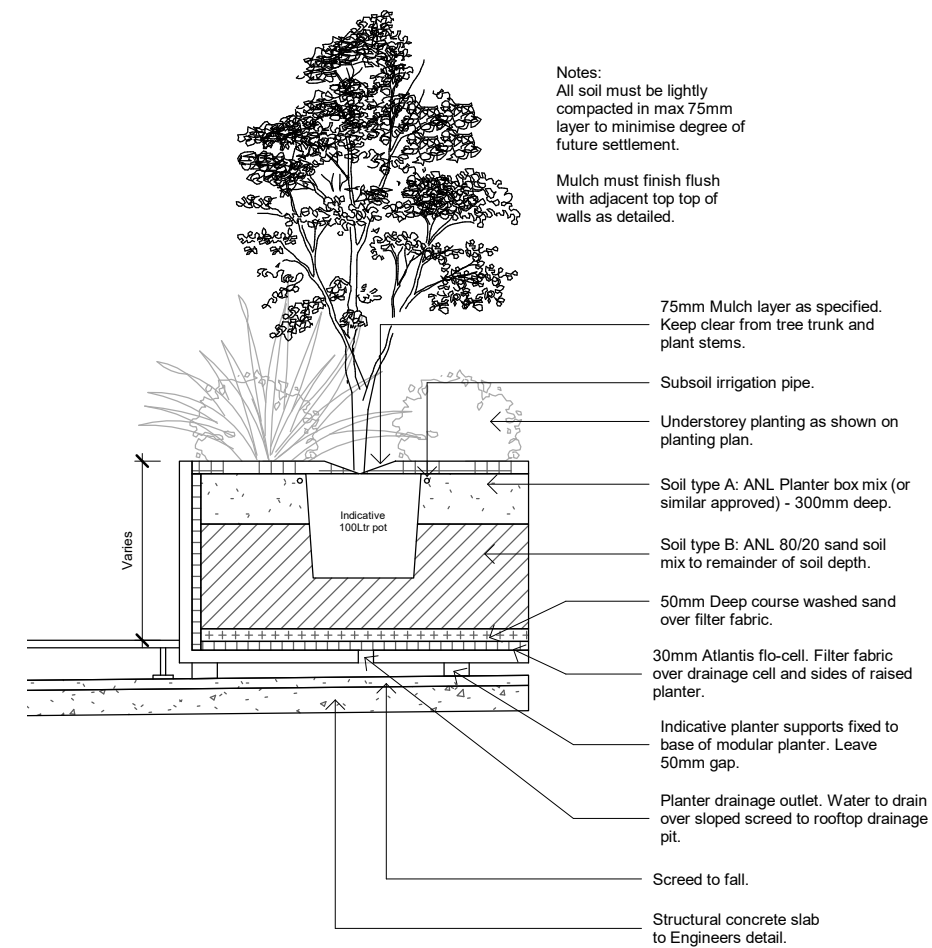 Notes:
All soil must be lightly
compacted in max 75mm
layer to minimise degree of
future settlement.
Mulch must finish flush
with adjacent top top of
walls as detailed.
75mm Mulch layer as specified.
Keep clear from tree trunk and
plant stems.
Subsoil irrigation pipe.
Understorey planting as shown on
planting plan.
Soil type A: ANL Planter box mix (or
similar approved) - 300mm deep.
Indicative
100Ltr pot
Varies
Soil type B: ANL 80/20 sand soil
mix to remainder of soil depth.
50mm Deep course washed sand
over filter fabric.
30mm Atlantis flo-cell. Filter fabric
over drainage cell and sides of raised
planter.
Indicative planter supports fixed to
base of modular planter. Leave
50mm gap.
Planter drainage outlet. Water to drain
over sloped screed to rooftop drainage
pit.
Screed to fall.
Structural concrete slab
to Engineers detail.